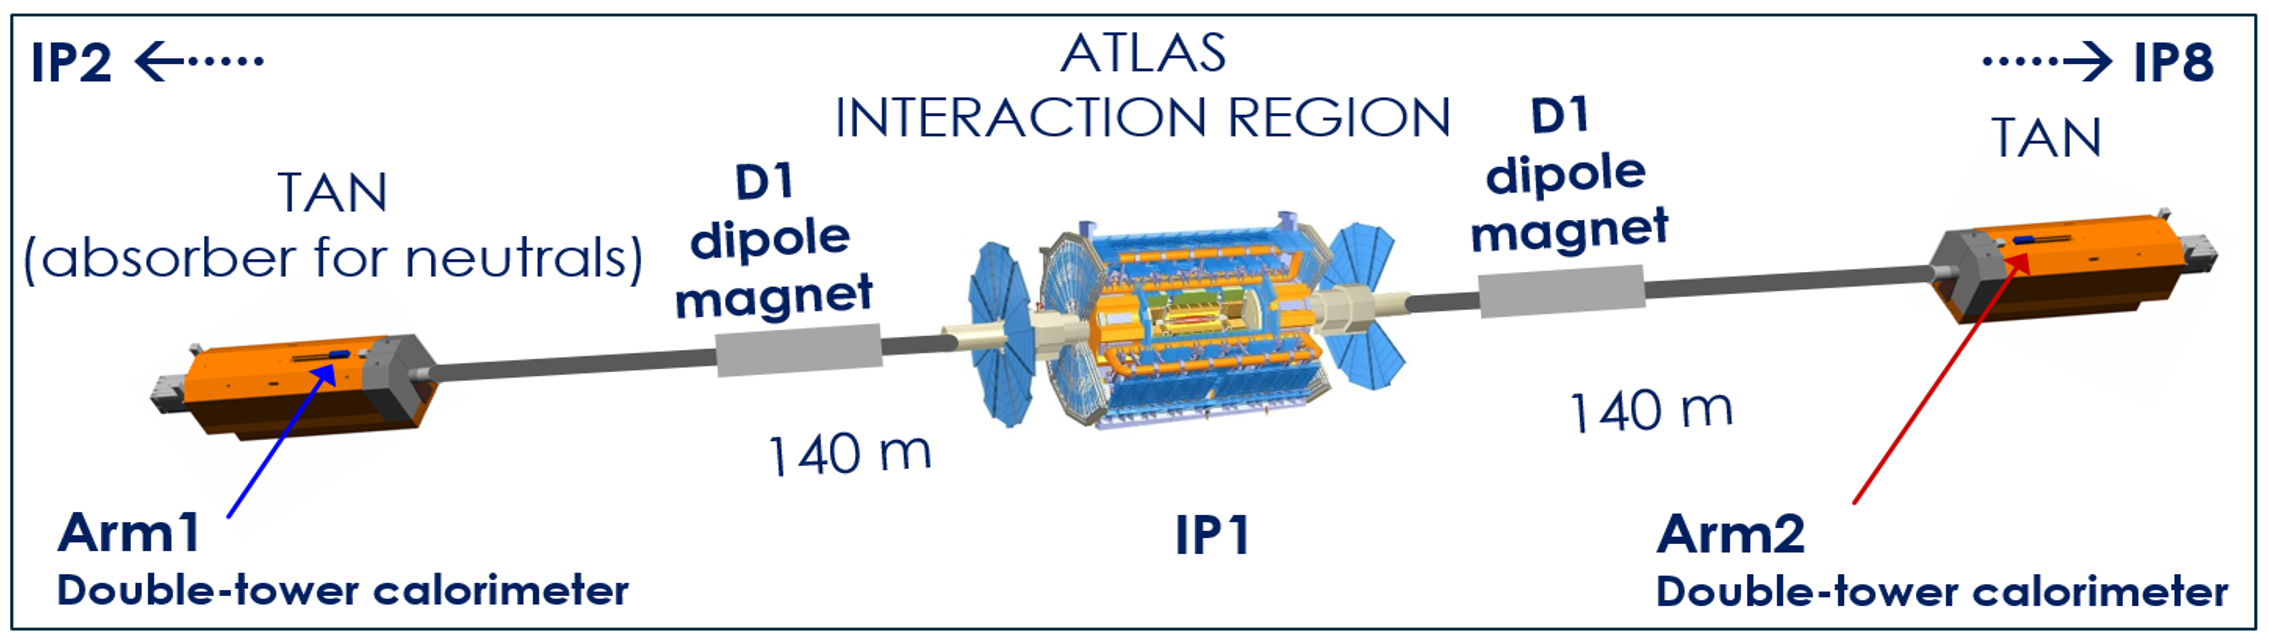 IP2
ATLAS
INTERACTION REGION
IP8
D1
dipole
magnet
TAN
D1
dipole
magnet
TAN
(absorber for neutrals)
140 m
140 m
Arm1
Double-tower calorimeter
IP1
Arm2
Double-tower calorimeter